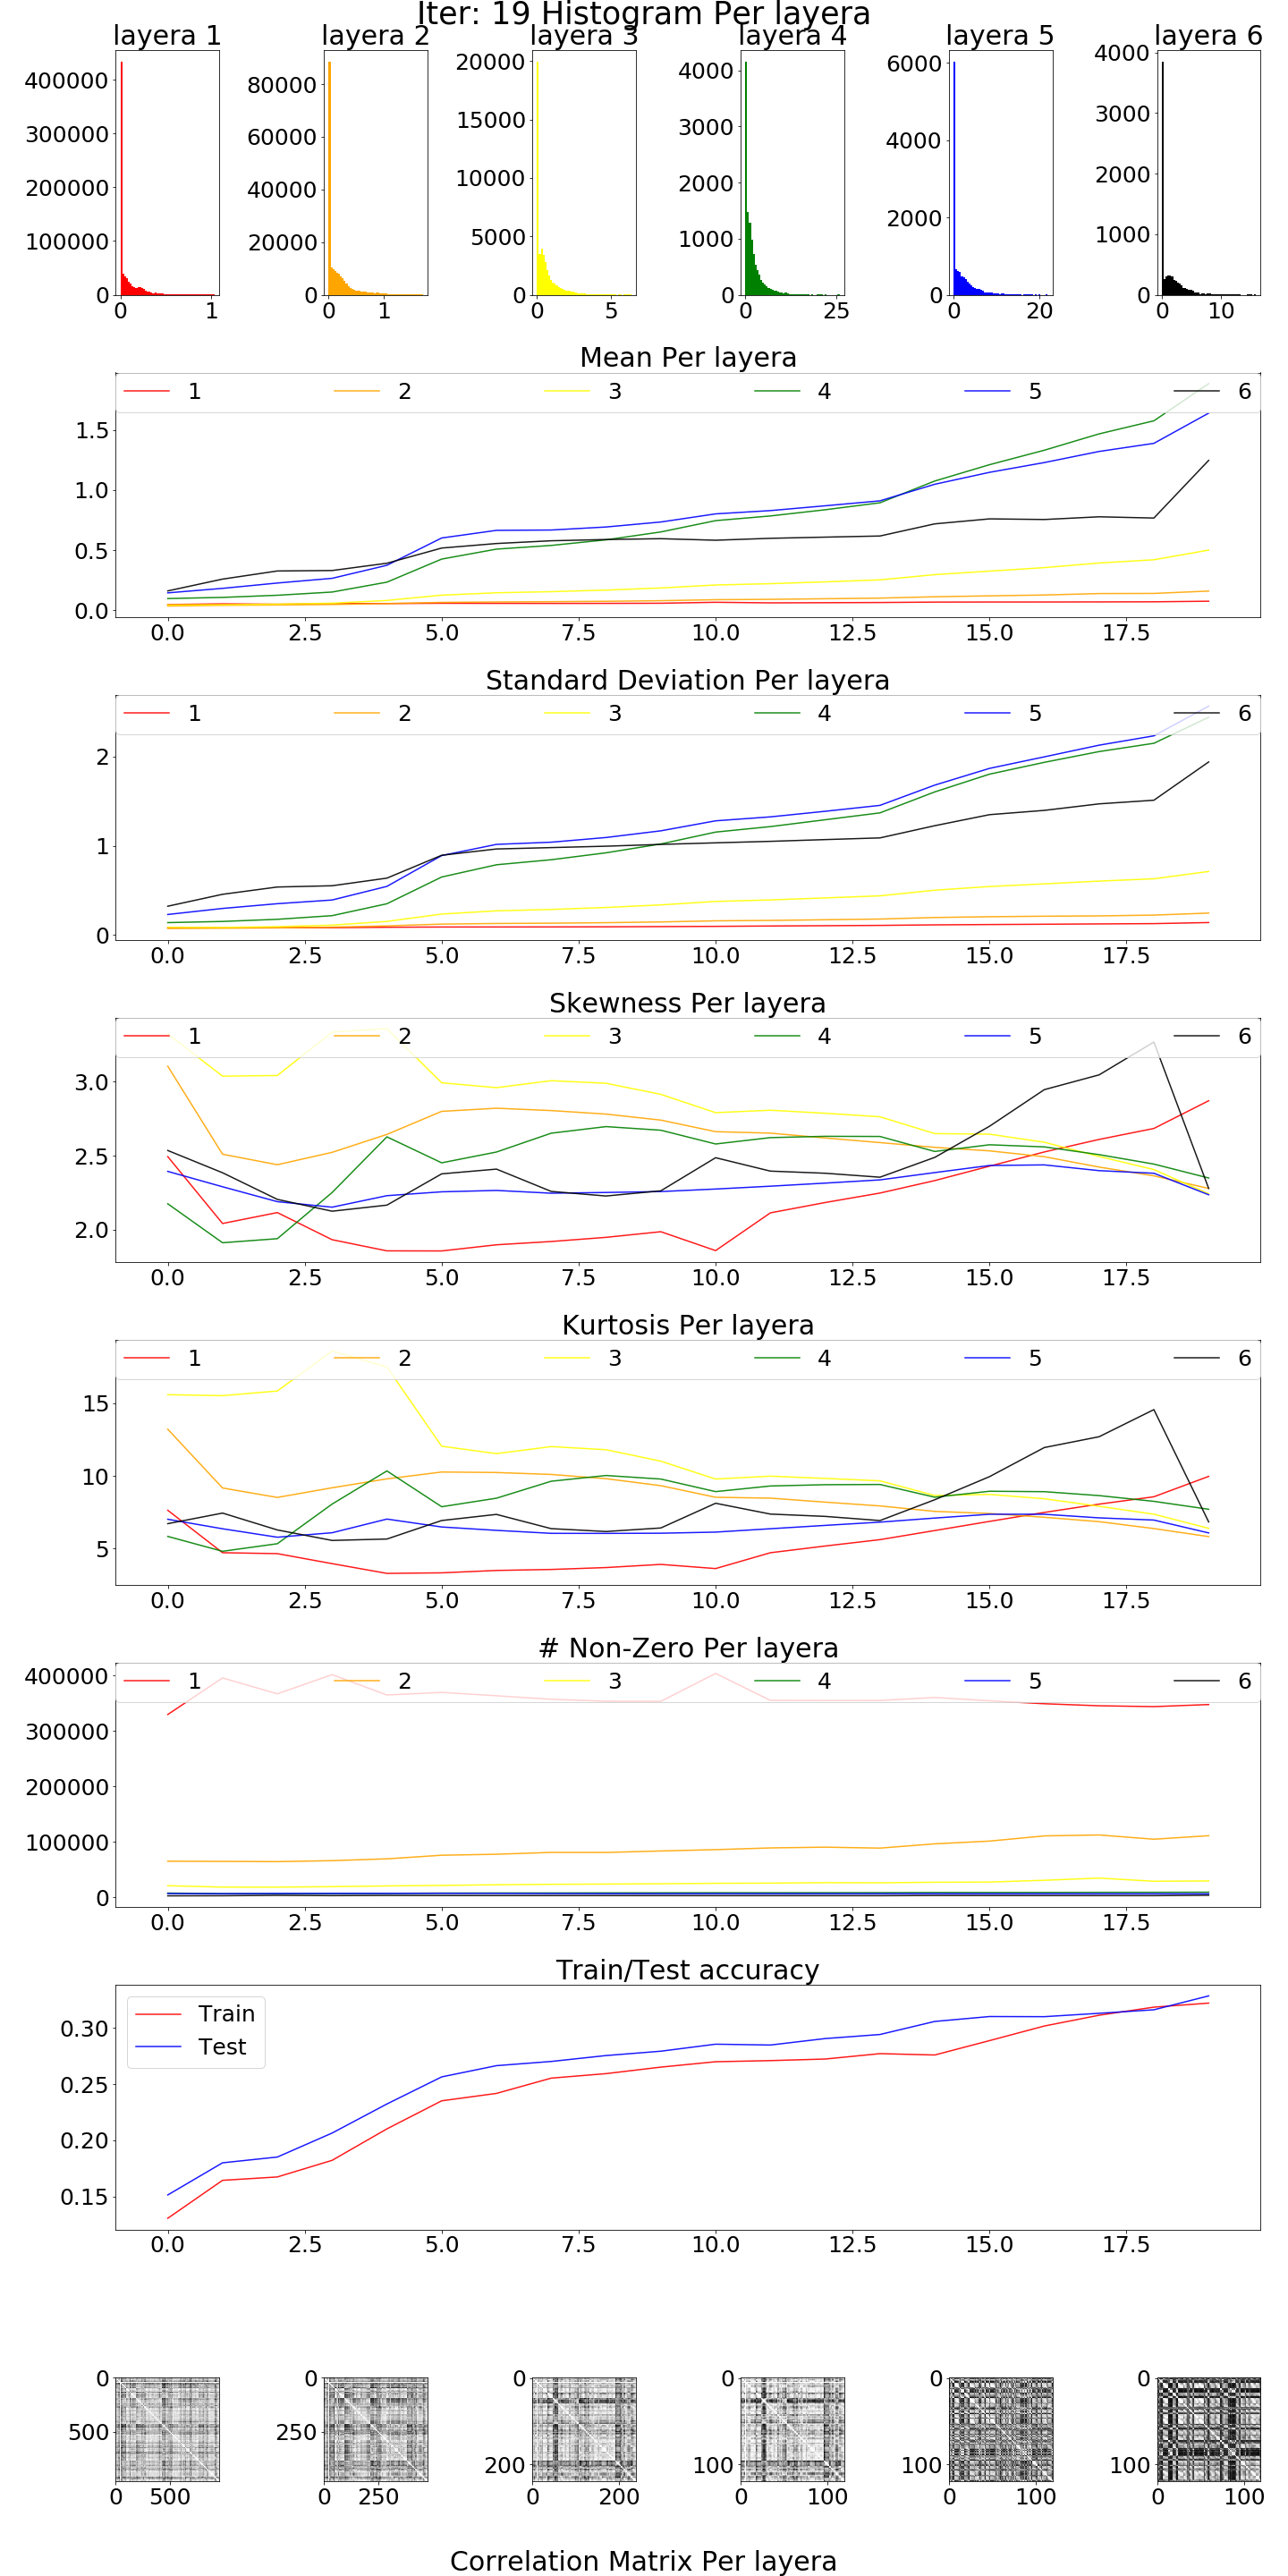 Iter: 19 Histogram Per layera
layera 1 layera 2 layera 3 layera 4 layera 5 layera 6
400000 300000 200000 100000 0
0 1
80000 60000 40000 20000 0
0 1
20000 15000 10000 5000 0
0 5
4000 3000 2000 1000 0
0 25
6000 4000 2000 0
0 20
4000 3000 2000 1000 0
0 10
Mean Per layera
1 2 3 4 5 6
1.5
1.0
0.5
0.0
0.0 2.5 5.0 7.5 10.0 12.5 15.0 17.5
Standard Deviation Per layera
1 2 3 4 5 6
2
1
0
0.0 2.5 5.0 7.5 10.0 12.5 15.0 17.5
Skewness Per layera
1 2 3 4 5 6
3.0
2.5
2.0
0.0 2.5 5.0 7.5 10.0 12.5 15.0 17.5
Kurtosis Per layera
1 2 3 4 5 6
15
10
5
0.0 2.5 5.0 7.5 10.0 12.5 15.0 17.5
# Non-Zero Per layera
400000 1 2 3 4 5 6
300000
200000
100000
0
0.0 2.5 5.0 7.5 10.0 12.5 15.0 17.5
Train/Test accuracy
Train
Test
0.30
0.25
0.20
0.15
0.0 2.5 5.0 7.5 10.0 12.5 15.0 17.5
0 0 0 0 0 0
500 250 200 100 100 100
0 500 0 250 0 200 0 100 0 100 0 100
Correlation Matrix Per layera